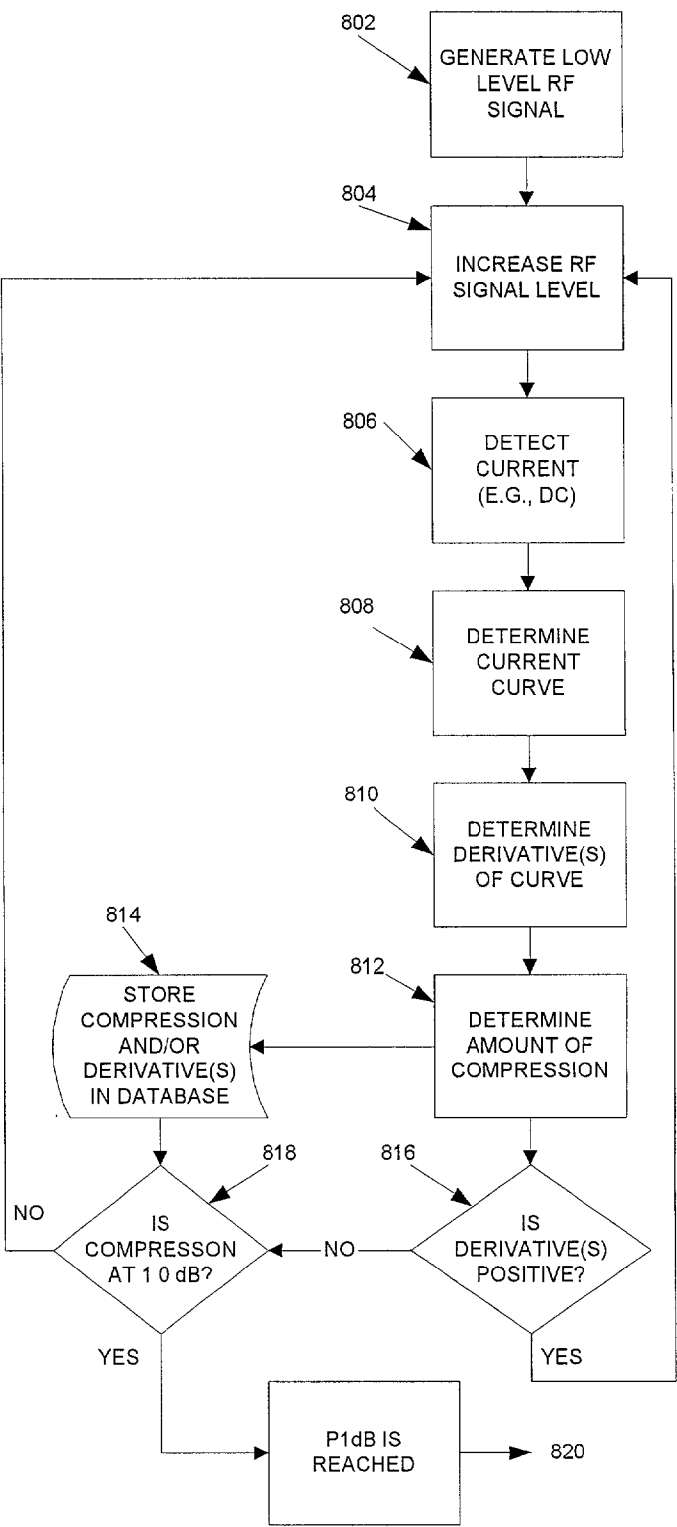 802
GENERATE LOW
LEVEL RF
SIGNAL
804
INCREASE RF
SIGNAL LEVEL
806
DETECT
CURRENT
(E.G., DC)
808
DETERMINE
CURRENT
CURVE
810
DETERMINE
DERIVATIVE(S)
OF CURVE
814
STORE
COMPRESSION
AND/OR
DERIVATIVE(S)
IN DATABASE
812
DETERMINE
AMOUNT OF
COMPRESSION
818
816
NO
IS
COMPRESSON
AT 1 0 dB?
NO
IS
DERIVATIVE(S)
POSITIVE?
YES
YES
P1dB IS
REACHED
820